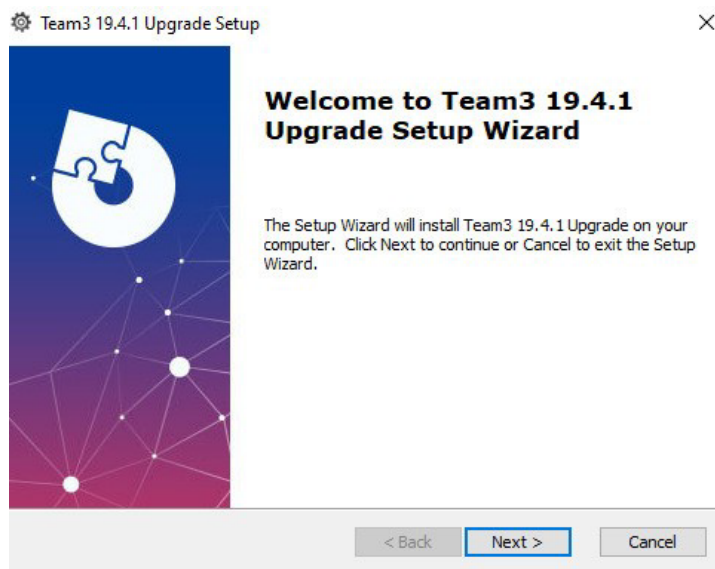 Team3 19.4.1 Upgrade Setup
Welcome to Team3 19.4.1
Upgrade Setup Wizard
The Setup Wizard will install Team3 19.4.1 Upgrade on your
computer. Click Next to continue or Cancel to exit the Setup
Wizard.
< Back Next > Cancel